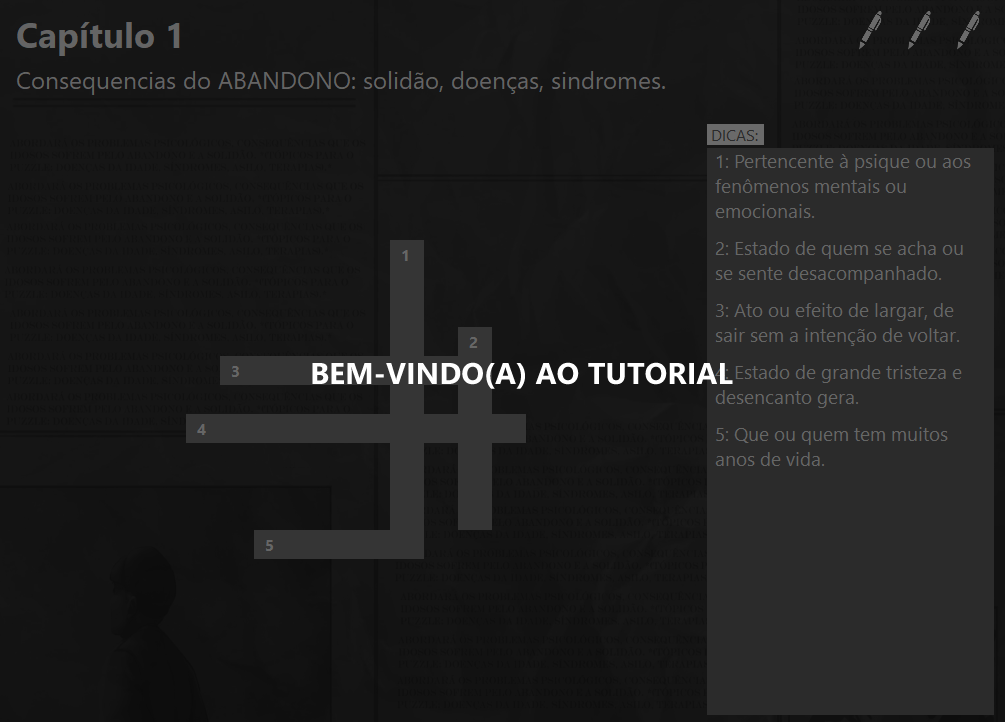 Capítulo 1
Consequencias do ABANDONO: solidão, doenças, sindromes.
DICAS:
1: Pertencente à psique ou aos
fenômenos mentais ou
emocionais.
2: Estado de quem se acha ou
se sente desacompanhado.
3: Ato ou efeito de largar, de
sair sem a intenção de voltar.
4: Estado de grande tristeza e
desencanto gera.
5: Que ou quem tem muitos
anos de vida.
1
2
3
BEM-VINDO(A) AO TUTORIAL
4
5